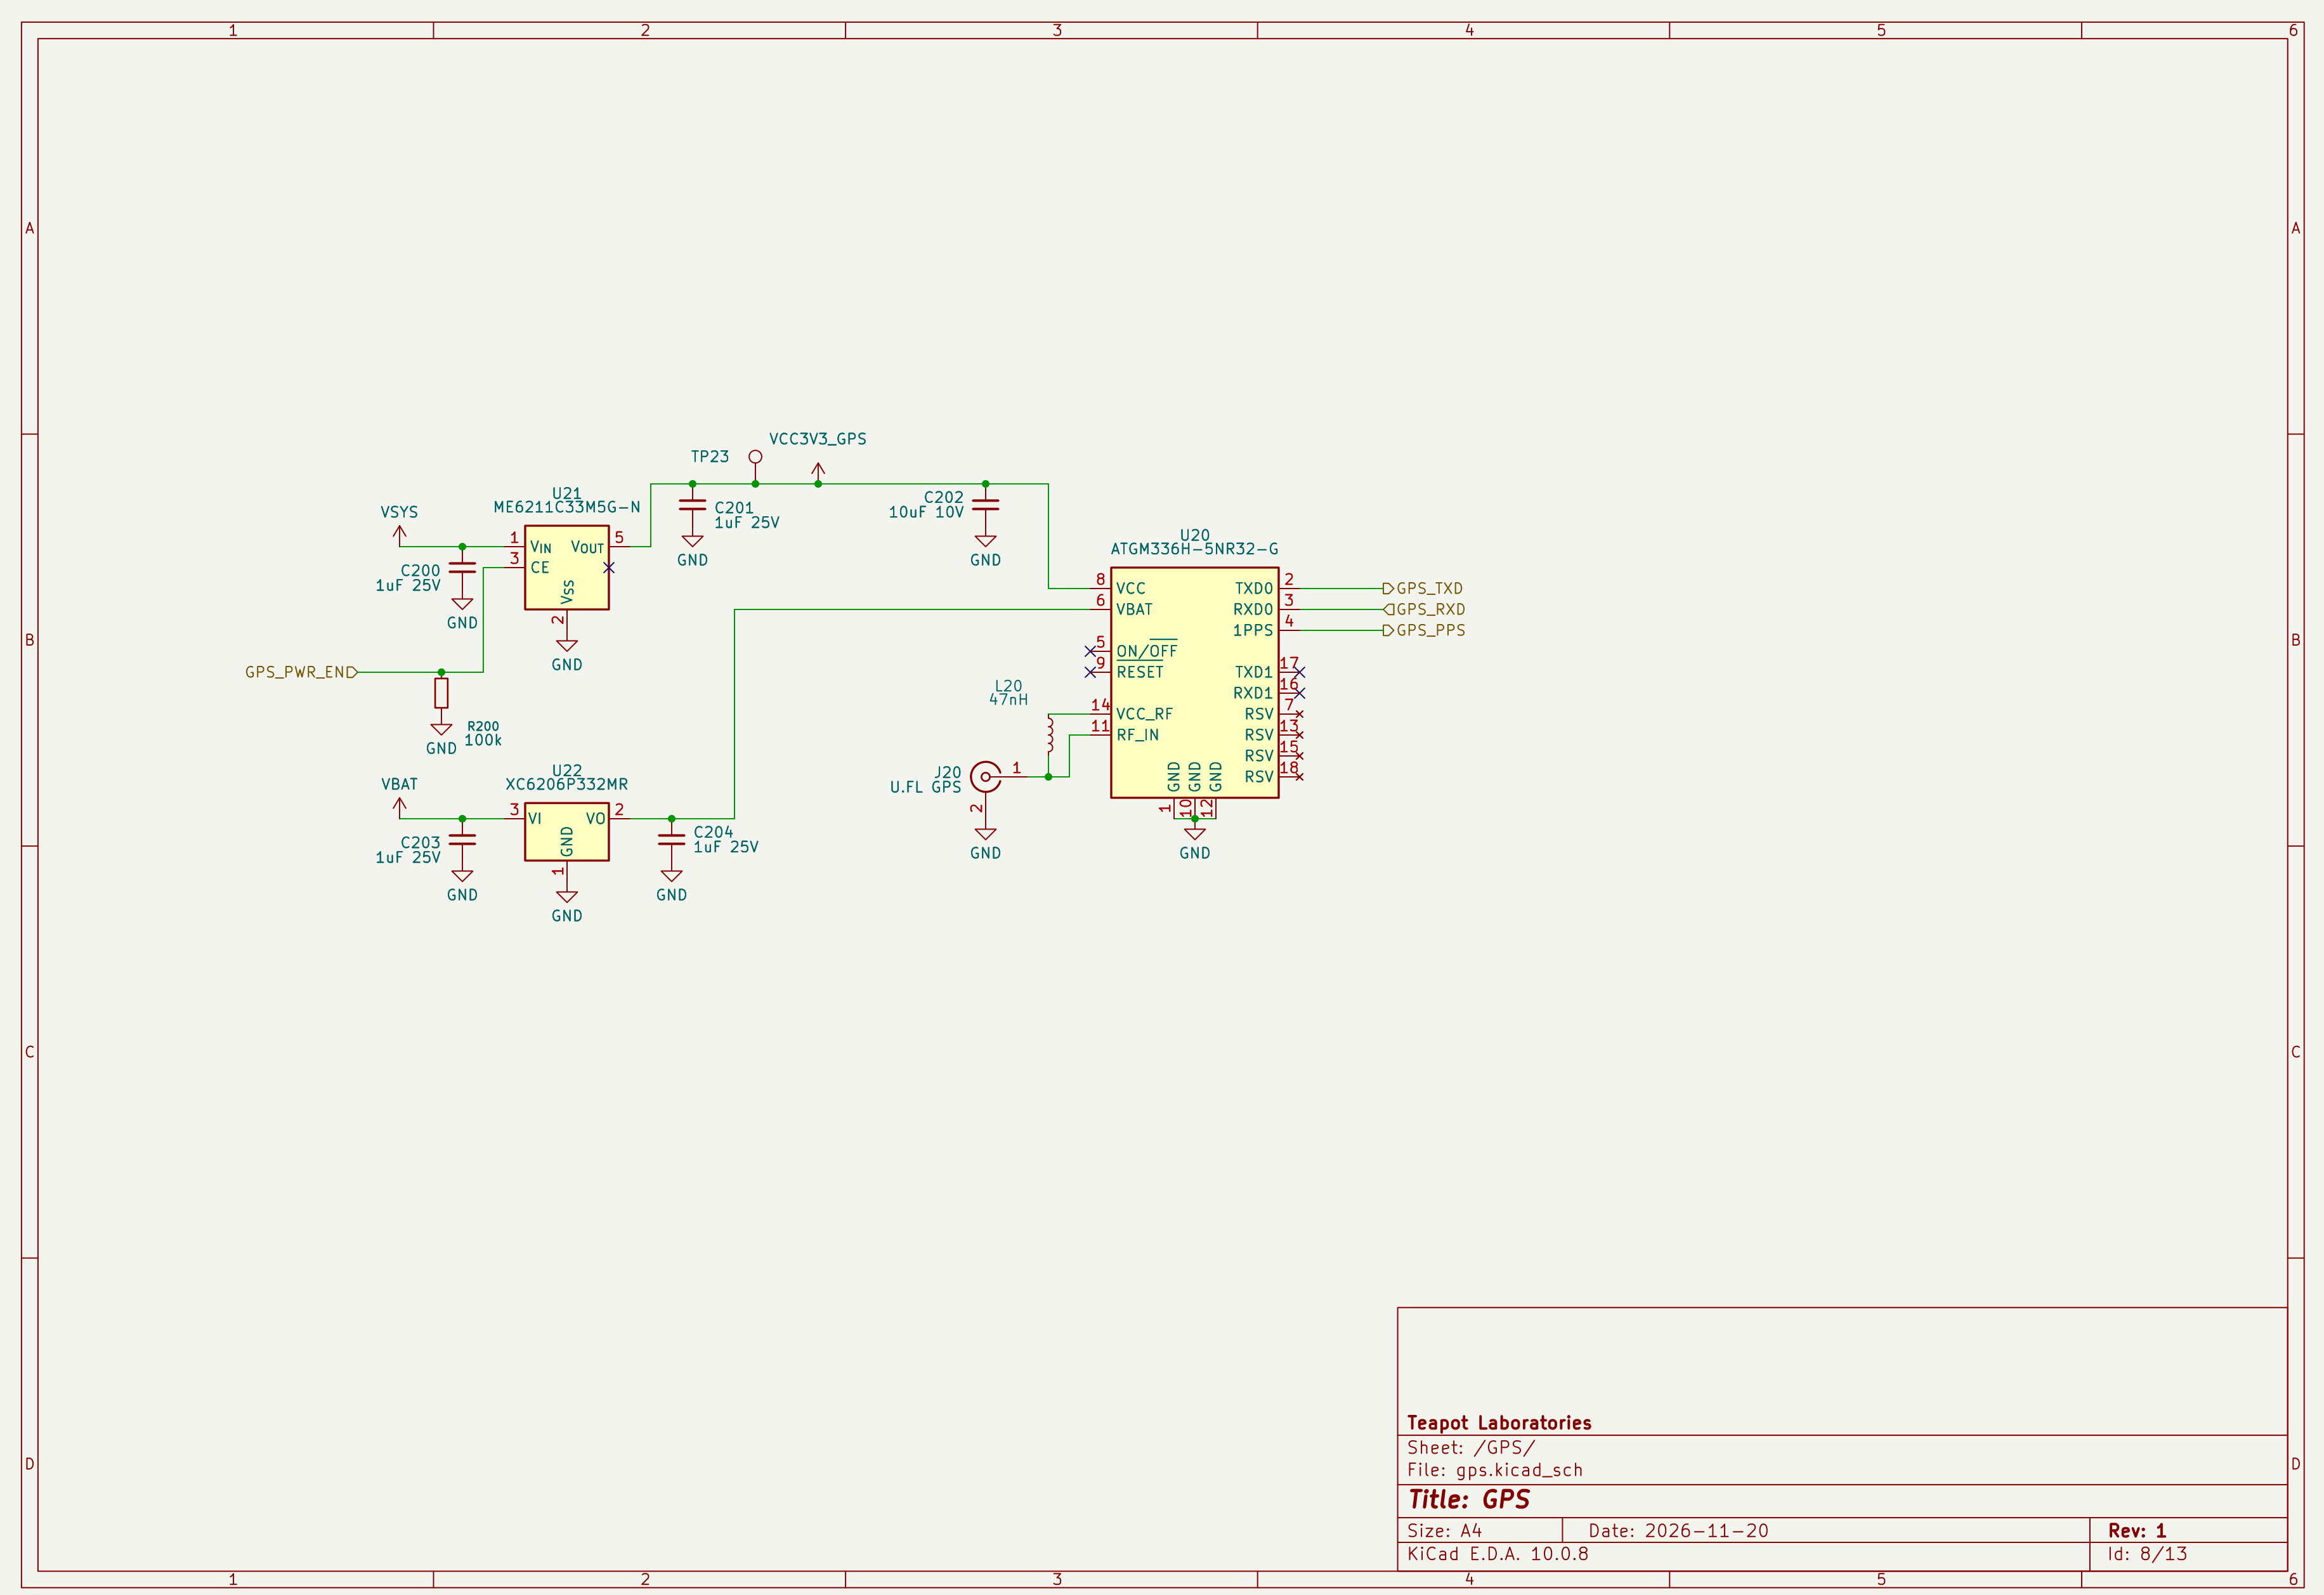 1 2 3 4 5 6
A A
VCC3V3_GPS
TP23
U21
ME6211C33M5G-N
C201
1uF 25V
GND
C202
10uF 10V
GND
VSYS
1 VIN VOUT 5
3 CE
VSS
2
GND
C200
1uF 25V
GND
U20
ATGM336H-5NR32-G
8 VCC TXD0 2 GPS_TXD
6 VBAT RXD0 3 GPS_RXD
1PPS 4 GPS_PPS
5 ON/OFF
9 RESET TXD1 17
RXD1 16
14 VCC_RF RSV 7
11 RF_IN RSV 13
RSV 15
RSV 18
GND GND GND
1 10 12
GND
B B
GPS_PWR_EN
R200
100k
GND
L20
47nH
J20
U.FL GPS
1
2
GND
U22
XC6206P332MR
VBAT
3 VI VO 2
GND
1
GND
C203
1uF 25V
GND
C204
1uF 25V
GND
C C
D D
Teapot Laboratories
Sheet: /GPS/
File: gps.kicad_sch
Title: GPS
Size: A4 Date: 2026-11-20 Rev: 1
KiCad E.D.A. 10.0.8 Id: 8/13
1 2 3 4 5 6